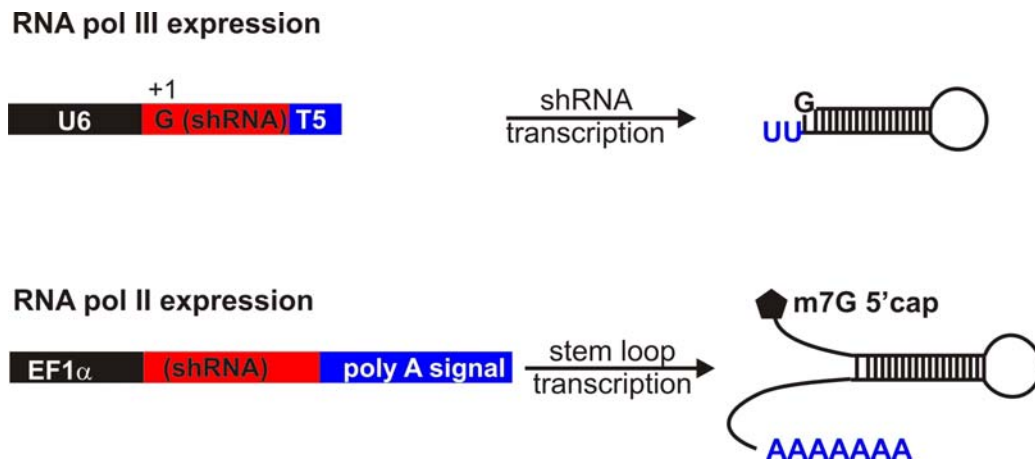 RNA pol III expression
+1
U6 G (shRNA) T5
shRNA
transcription
G
UU
RNA pol II expression
m7G 5'cap
EF1α (shRNA) poly A signal
stem loop
transcription
AAAAAAA